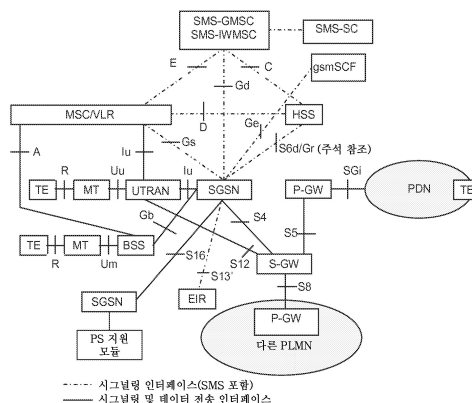 SMS-GMSC
SMS-IWMSC
SMS-SC
E
C
gsmSCF
Gd
MSC/VLR
HSS
D
Ge
A
Gs
S6d/Gr (주석 참조)
R
Uu
Iu
Iu
SGi
TE
MT
UTRAN
SGSN
P-GW
PDN
TE
Gb
S4
S5
TE
MT
BSS
S16
S12
S-GW
R
Um
S13'
S8
SGSN
EIR
P-GW
PS 지원
모듈
다른 PLMN
시그널링 인터페이스(SMS 포함)
시그널링 및 데이터 전송 인터페이스